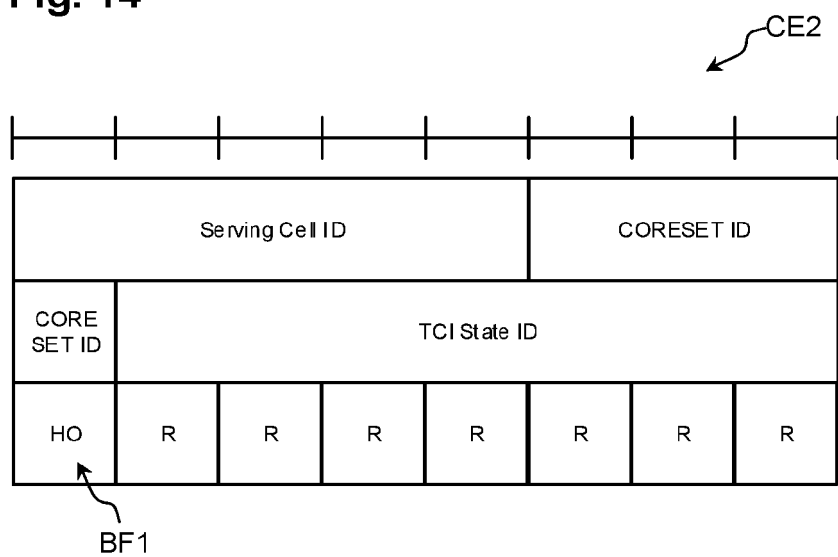 Fig. 14
CE2
Serving Cell ID
CORESET ID
CORE
SET ID
TCI State ID
HO
R
R
R
R
R
R
R
BF1